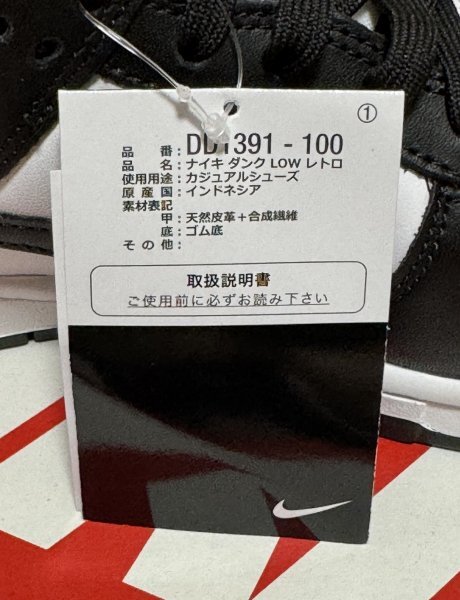 ①
品番: DD1391 - 100
品名: ナイキ ダンク LOW レトロ
使用用途: カジュアルシューズ
原産国: インドネシア
素材表記
甲: 天然皮革+合成繊維
底: ゴム底
その他:
取扱説明書
ご使用前に必ずお読み下さい